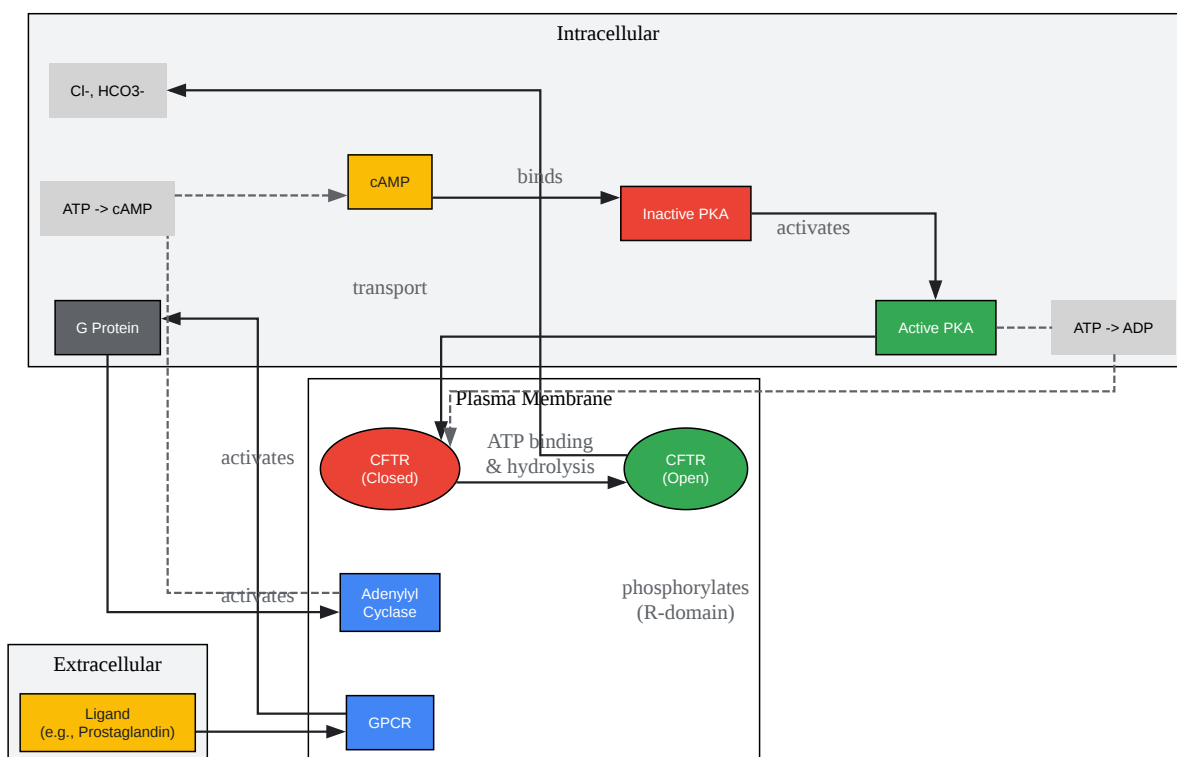 Intracellular
Cl-, HCO3-
cAMP
binds
ATP -> cAMP
Inactive PKA
activates
transport
G Protein
Active PKA
ATP -> ADP
Plasma Membrane
ATP binding
& hydrolysis
CFTR
(Closed)
CFTR
(Open)
activates
Adenylyl
Cyclase
activates
phosphorylates
(R-domain)
Extracellular
Ligand
(e.g., Prostaglandin)
GPCR